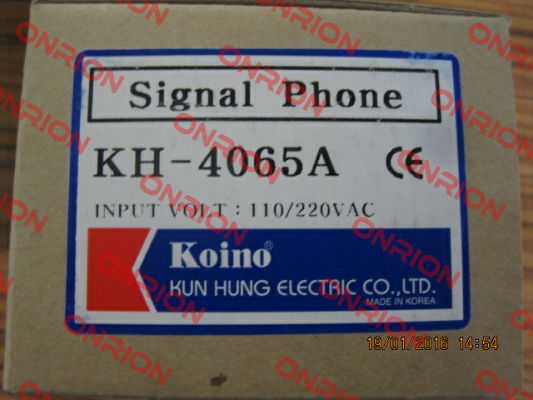 Signal Phone
KH-4065A CE
INPUT VOLT : 110/220VAC
Koino®
KUN HUNG ELECTRIC CO.,LTD.
MADE IN KOREA
19/01/2016 14:54
ONRION